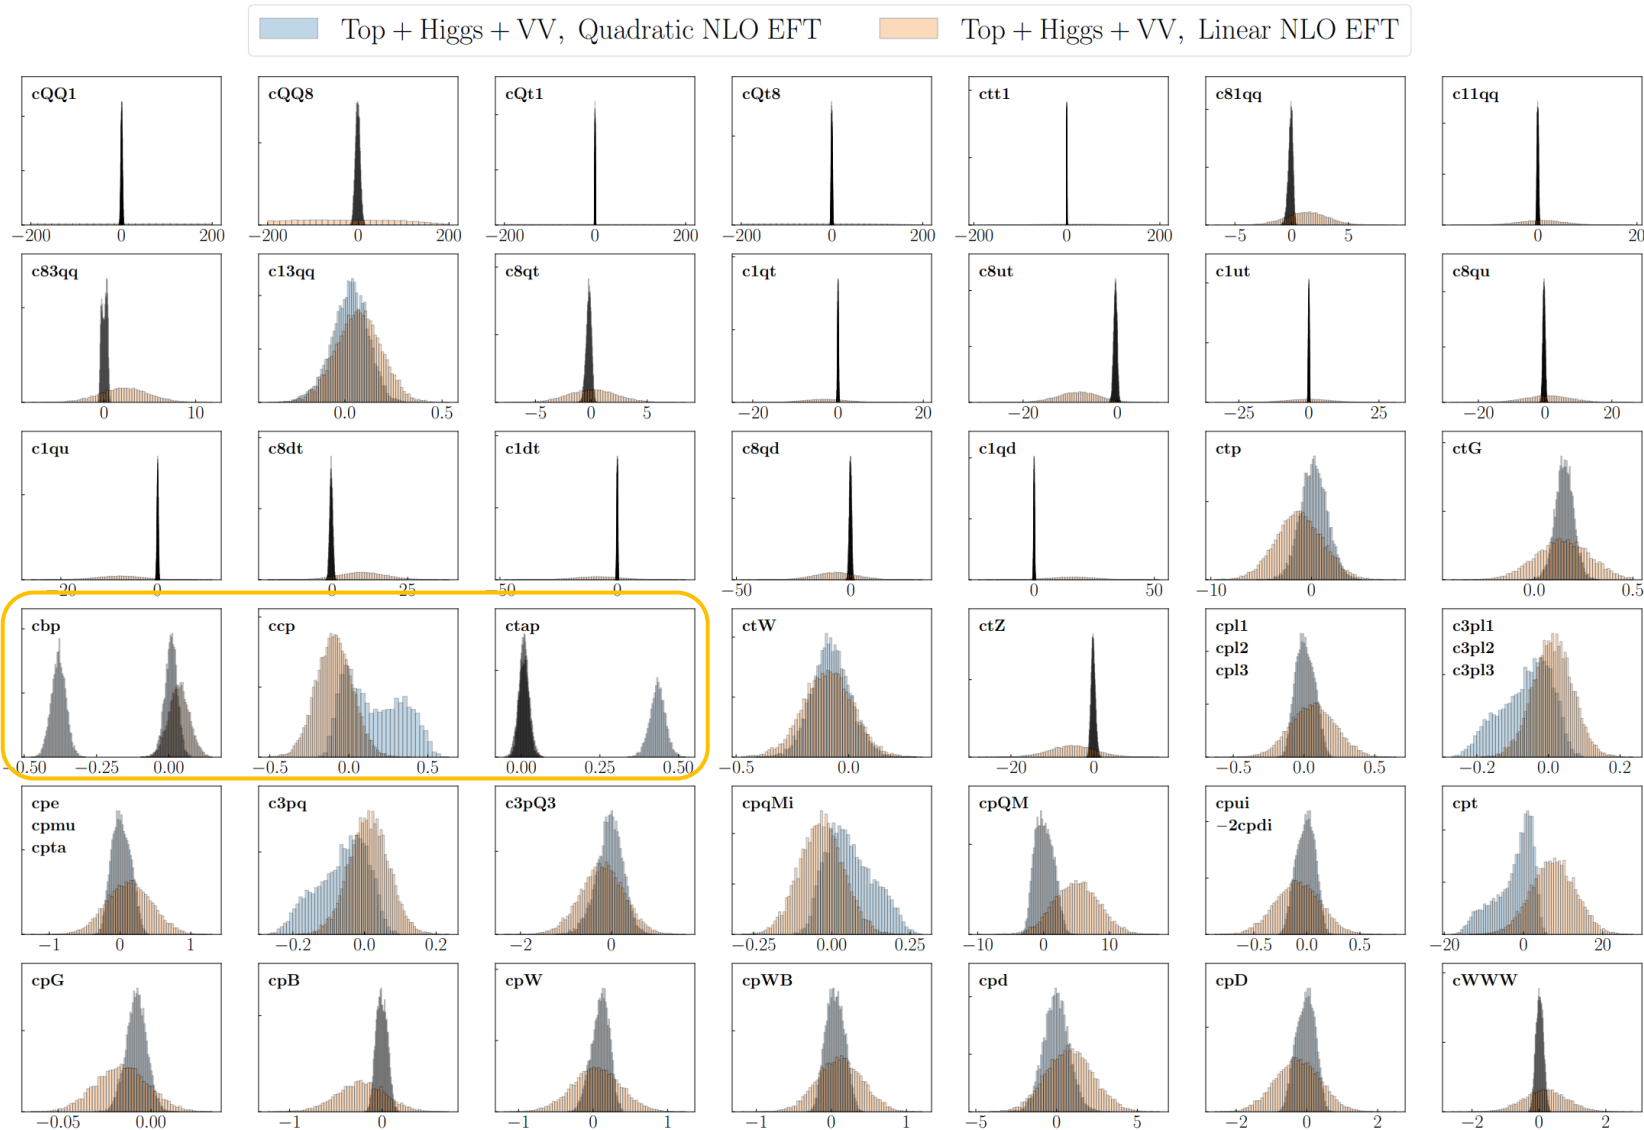 Top + Higgs + VV, Quadratic NLO EFT
Top + Higgs + VV, Linear NLO EFT
cQQ1
−200 0 200
cQQ8
−200 0 200
cQt1
−200 0 200
cQt8
−200 0 200
ctt1
−200 0 200
c81qq
−5 0 5
c11qq
0 20
c83qq
0 10
c13qq
0.0 0.5
c8qt
−5 0 5
c1qt
−20 0 20
c8ut
−20 0
c1ut
−25 0 25
c8qu
−20 0 20
c1qu
−20 0
c8dt
0 25
c1dt
−50 0
c8qd
−50 0
c1qd
0 50
ctp
−10 0
ctG
0.0 0.5
cbp
−0.50 −0.25 0.00
ccp
−0.5 0.0 0.5
ctap
0.00 0.25 0.50
ctW
−0.5 0.0
ctZ
−20 0
cpl1
cpl2
cpl3
−0.5 0.0 0.5
c3pl1
c3pl2
c3pl3
−0.2 0.0 0.2
cpe
cpmu
cpta
−1 0 1
c3pq
−0.2 0.0 0.2
c3pQ3
−2 0
cpqMi
−0.25 0.00 0.25
cpQM
−10 0 10
cpui
−2cpdi
−0.5 0.0 0.5
cpt
−20 0 20
cpG
−0.05 0.00
cpB
−1 0
cpW
−1 0 1
cpWB
−1 0 1
cpd
−5 0 5
cpD
−2 0 2
cWWW
−2 0 2